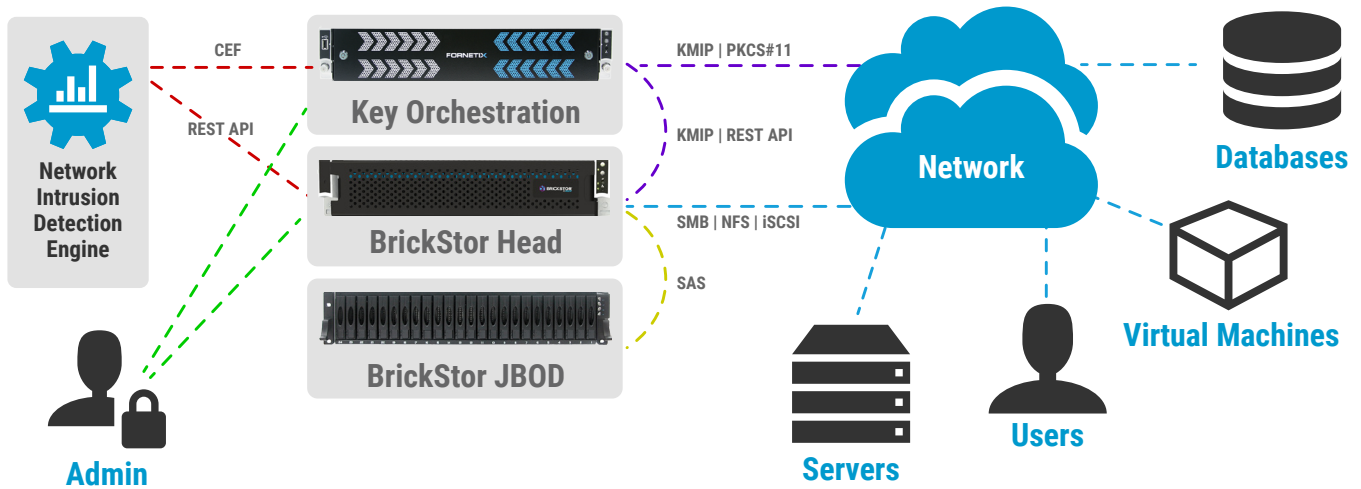 CEF
REST API
Network
Intrusion
Detection
Engine
Admin
FORNETIX
Key Orchestration
BRICKSTOR
BrickStor Head
BrickStor JBOD
KMIP | PKCS#11
KMIP | REST API
SMB | NFS | iSCSI
SAS
Network
Databases
Virtual Machines
Users
Servers